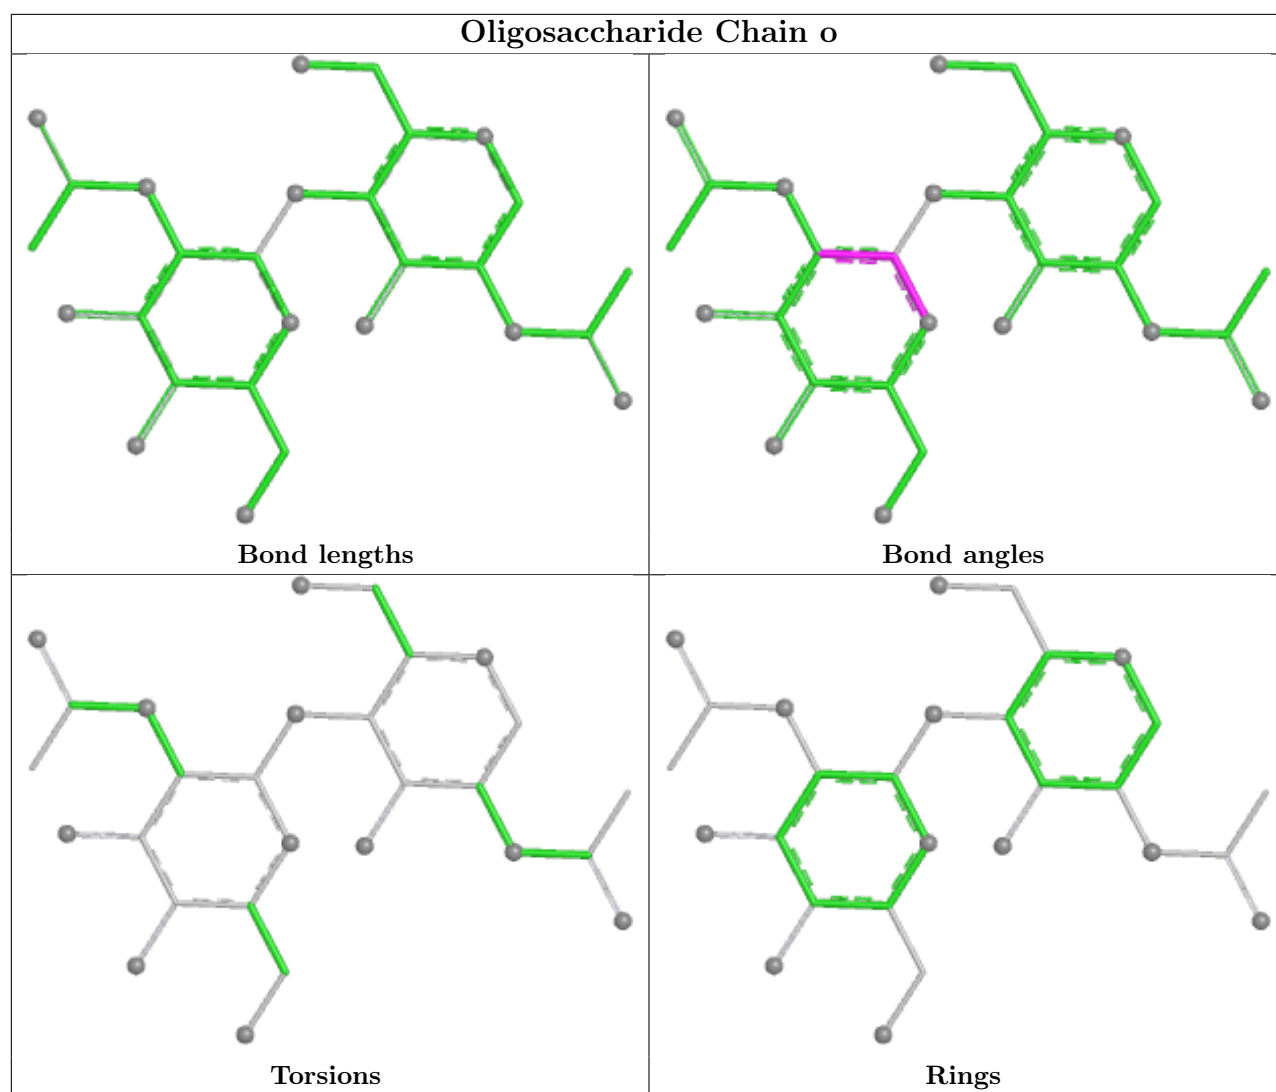 Oligosaccharide Chain o
Bond lengths
Bond angles
Torsions
Rings